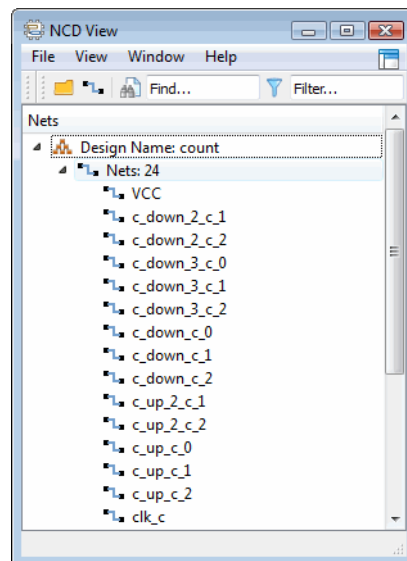 NCD View
File View Window Help
Find... Filter...
Nets
Design Name: count
Nets: 24
VCC
c_down_2_c_1
c_down_2_c_2
c_down_3_c_0
c_down_3_c_1
c_down_3_c_2
c_down_c_0
c_down_c_1
c_down_c_2
c_up_2_c_1
c_up_2_c_2
c_up_c_0
c_up_c_1
c_up_c_2
clk_c